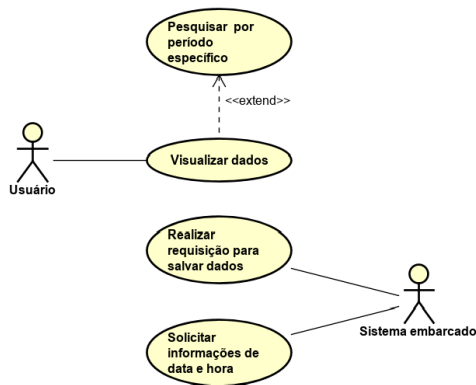 Pesquisar por
período
específico
<<extend>>
Visualizar dados
Usuário
Realizar
requisição para
salvar dados
Sistema embarcado
Solicitar
informações de
data e hora